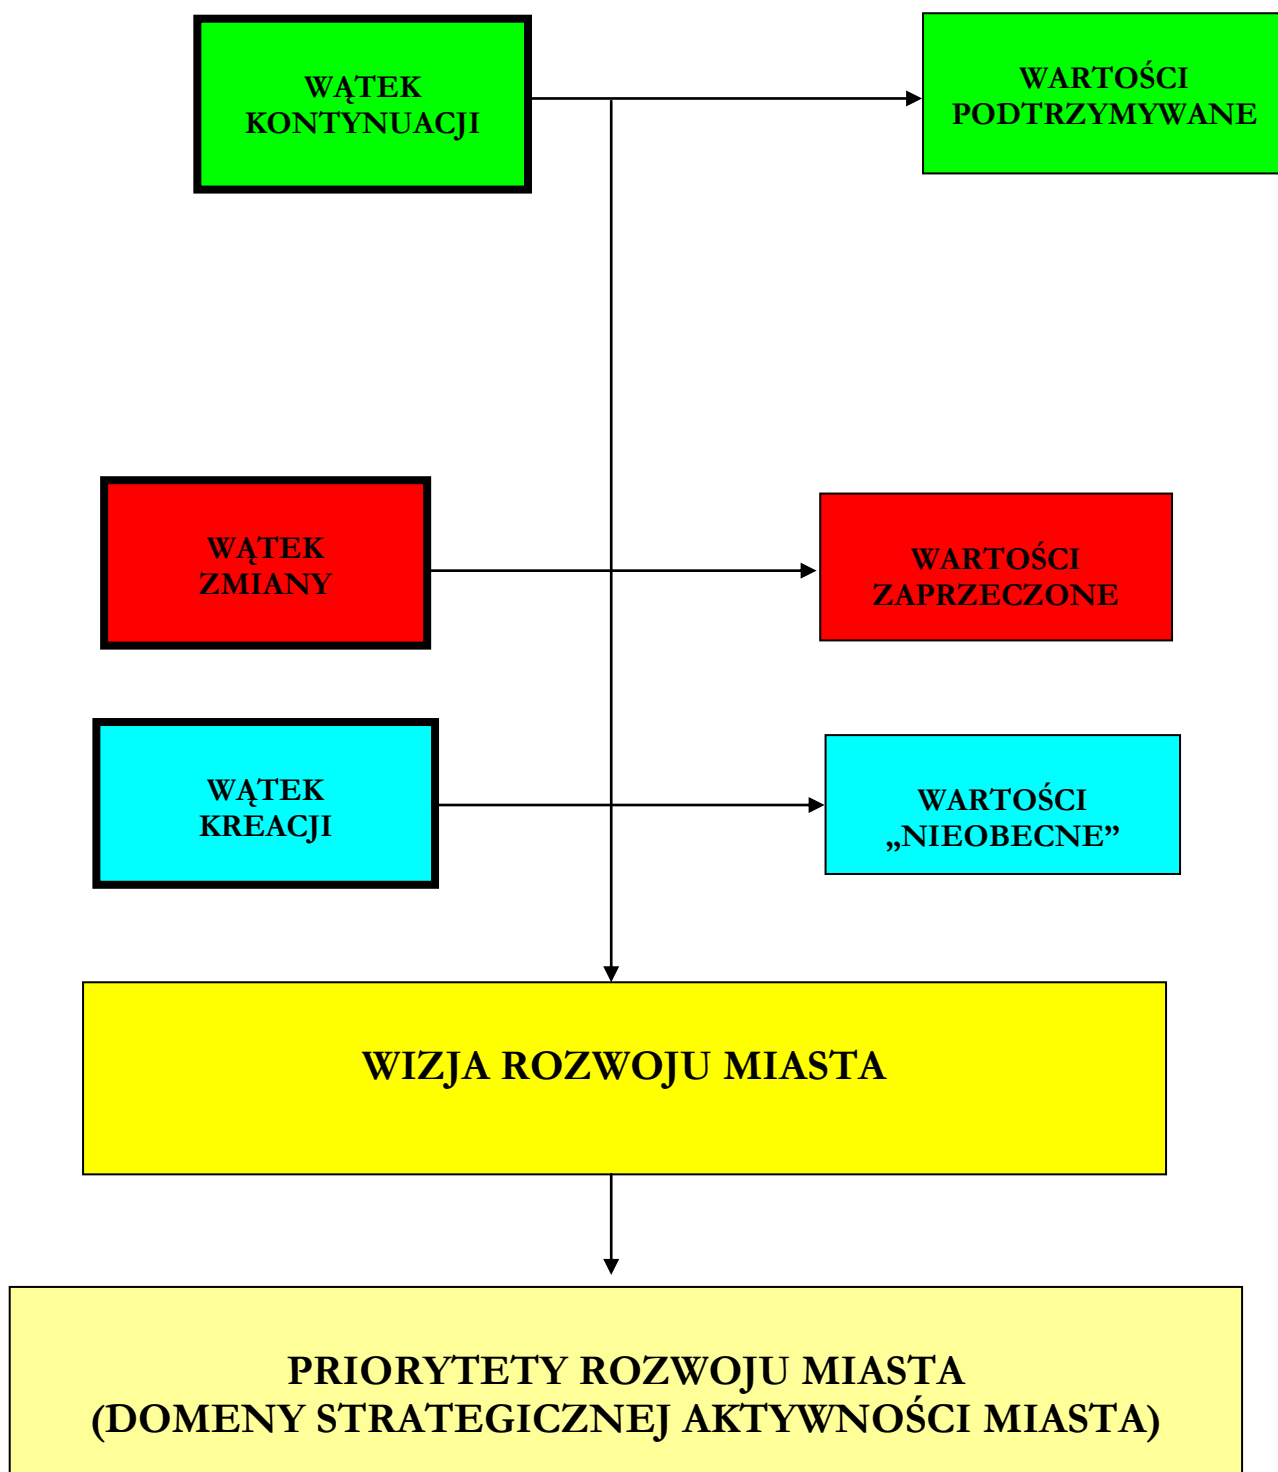 WĄTEK
KONTYNUACJI
WARTOŚCI
PODTRZYMYWANE
WĄTEK
ZMIANY
WARTOŚCI
ZAPRZECZONE
WĄTEK
KREACJI
WARTOŚCI
„NIEOBECNE”
WIZJA ROZWOJU MIASTA
PRIORYTETY ROZWOJU MIASTA
(DOMENY STRATEGICZNEJ AKTYWNOŚCI MIASTA)